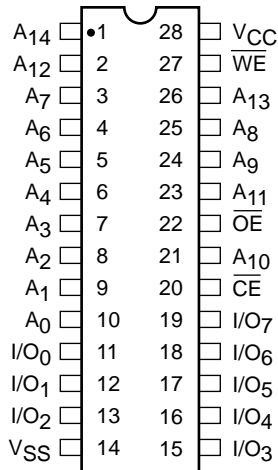 A14 1 28 VCC
A12 2 27 WE
A7 3 26 A13
A6 4 25 A8
A5 5 24 A9
A4 6 23 A11
A3 7 22 OE
A2 8 21 A10
A1 9 20 CE
A0 10 19 I/O7
I/O0 11 18 I/O6
I/O1 12 17 I/O5
I/O2 13 16 I/O4
VSS 14 15 I/O3